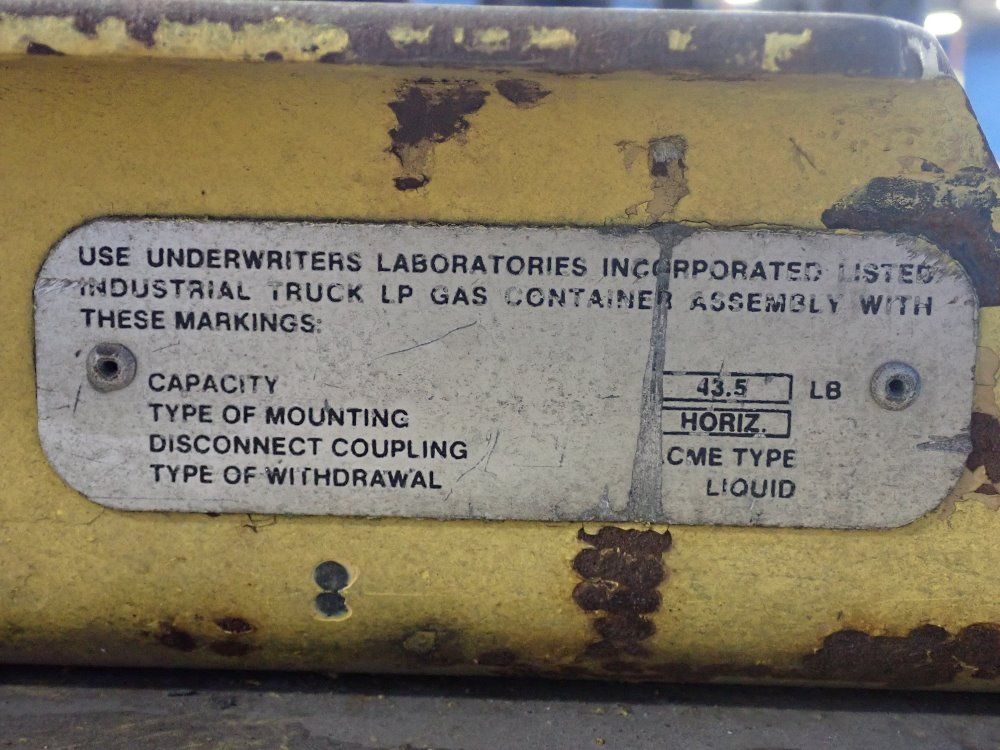 USE UNDERWRITERS LABORATORIES INCORPORATED LISTED
INDUSTRIAL TRUCK LP GAS CONTAINER ASSEMBLY WITH
THESE MARKINGS:
CAPACITY 43.5 LB
TYPE OF MOUNTING HORIZ.
DISCONNECT COUPLING CME TYPE
TYPE OF WITHDRAWAL LIQUID